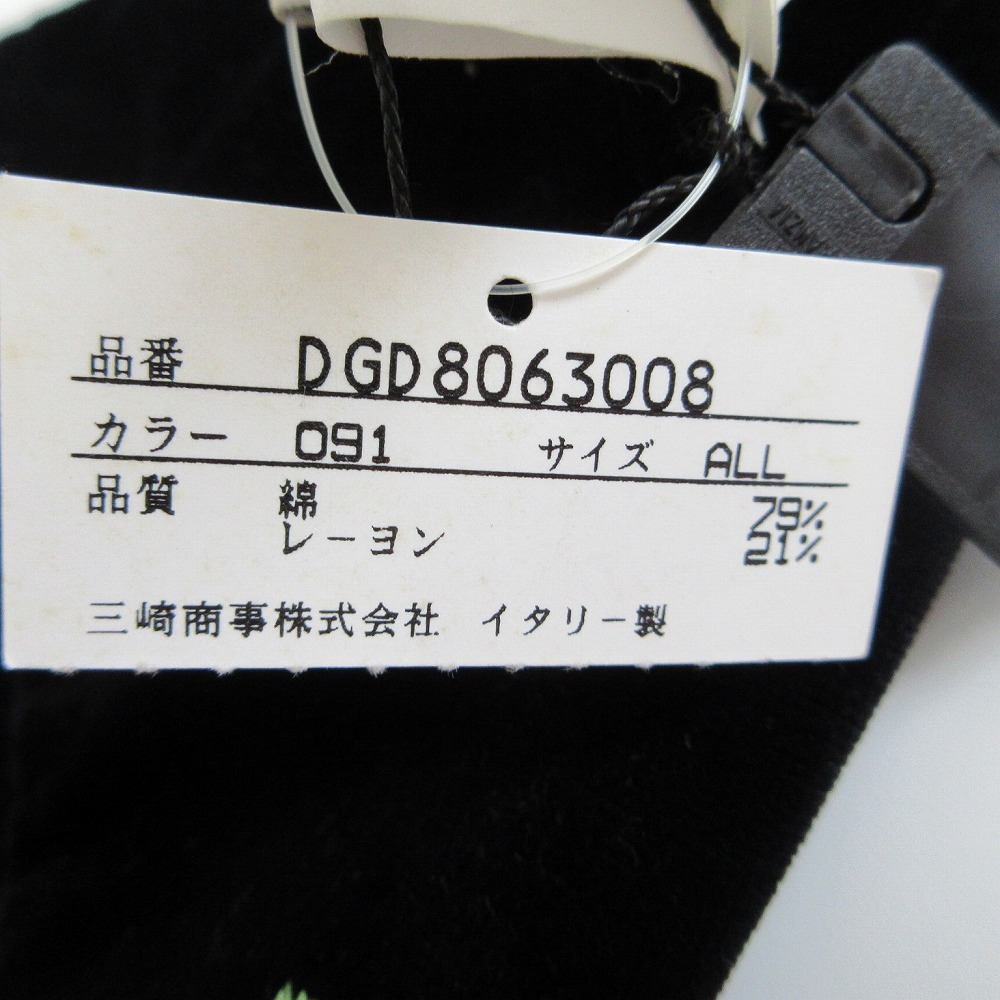 品番 DGD8063008
カラー 091 サイズ ALL
品質 綿 79%
レーヨン 21%
三崎商事株式会社 イタリー製